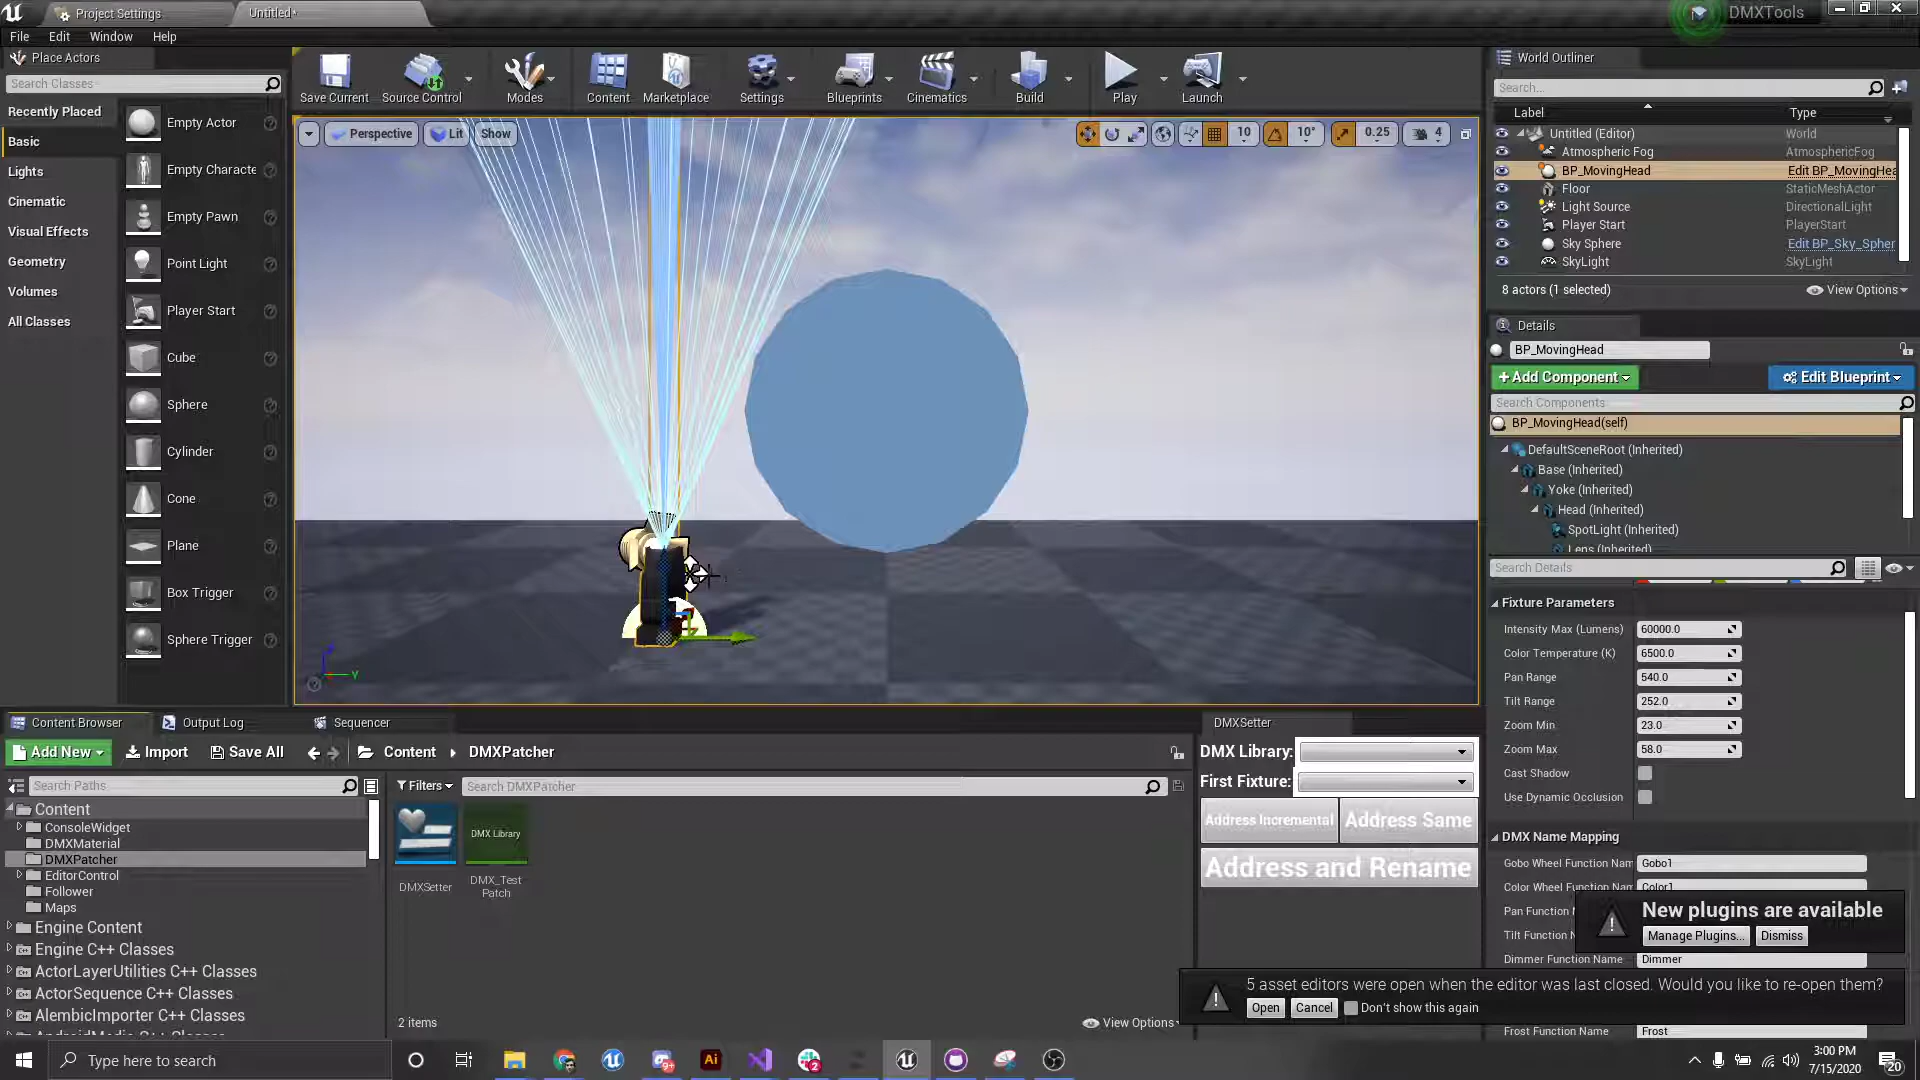 Project Settings
Untitled*
DMXTools
File Edit Window Help
Place Actors
Search Classes
Recently Placed
Basic
Lights
Cinematic
Visual Effects
Geometry
Volumes
All Classes
Empty Actor
Empty Characte
Empty Pawn
Point Light
Player Start
Cube
Sphere
Cylinder
Cone
Plane
Box Trigger
Sphere Trigger
Save Current Source Control Modes Content Marketplace Settings Blueprints Cinematics Build Play Launch
Perspective Lit Show
10 10° 0.25 4
Y
World Outliner
Search...
Label Type
Untitled (Editor) World
Atmospheric Fog AtmosphericFog
BP_MovingHead Edit BP_MovingHea
Floor StaticMeshActor
Light Source DirectionalLight
Player Start PlayerStart
Sky Sphere Edit BP_Sky_Spher
SkyLight SkyLight
8 actors (1 selected) View Options
Details
BP_MovingHead
+ Add Component Edit Blueprint
Search Components
BP_MovingHead(self)
DefaultSceneRoot (Inherited)
Base (Inherited)
Yoke (Inherited)
Head (Inherited)
SpotLight (Inherited)
Lens (Inherited)
Search Details
Fixture Parameters
Intensity Max (Lumens) 60000.0
Color Temperature (K) 6500.0
Pan Range 540.0
Tilt Range 252.0
Zoom Min 23.0
Zoom Max 58.0
Cast Shadow
Use Dynamic Occlusion
DMX Name Mapping
Gobo Wheel Function Nam Gobo1
Color Wheel Function Nam Color1
Pan Function N
Tilt Function N
Dimmer Function Name Dimmer
Frost Function Name Frost
New plugins are available
Manage Plugins... Dismiss
5 asset editors were open when the editor was last closed. Would you like to re-open them?
Open Cancel Don't show this again
Content Browser Output Log Sequencer
Add New Import Save All Content DMXPatcher
Search Paths
Filters Search DMXPatcher
Content
ConsoleWidget
DMXMaterial
DMXPatcher
EditorControl
Follower
Maps
Engine Content
Engine C++ Classes
ActorLayerUtilities C++ Classes
ActorSequence C++ Classes
AlembicImporter C++ Classes
AndroidMedia C++ Classes
DMX Library
DMXSetter
DMX_Test
Patch
2 items View Options
DMXSetter
DMX Library:
First Fixture:
Address Incremental Address Same
Address and Rename
Type here to search
9+
Ai
2
3:00 PM
7/15/2020
20